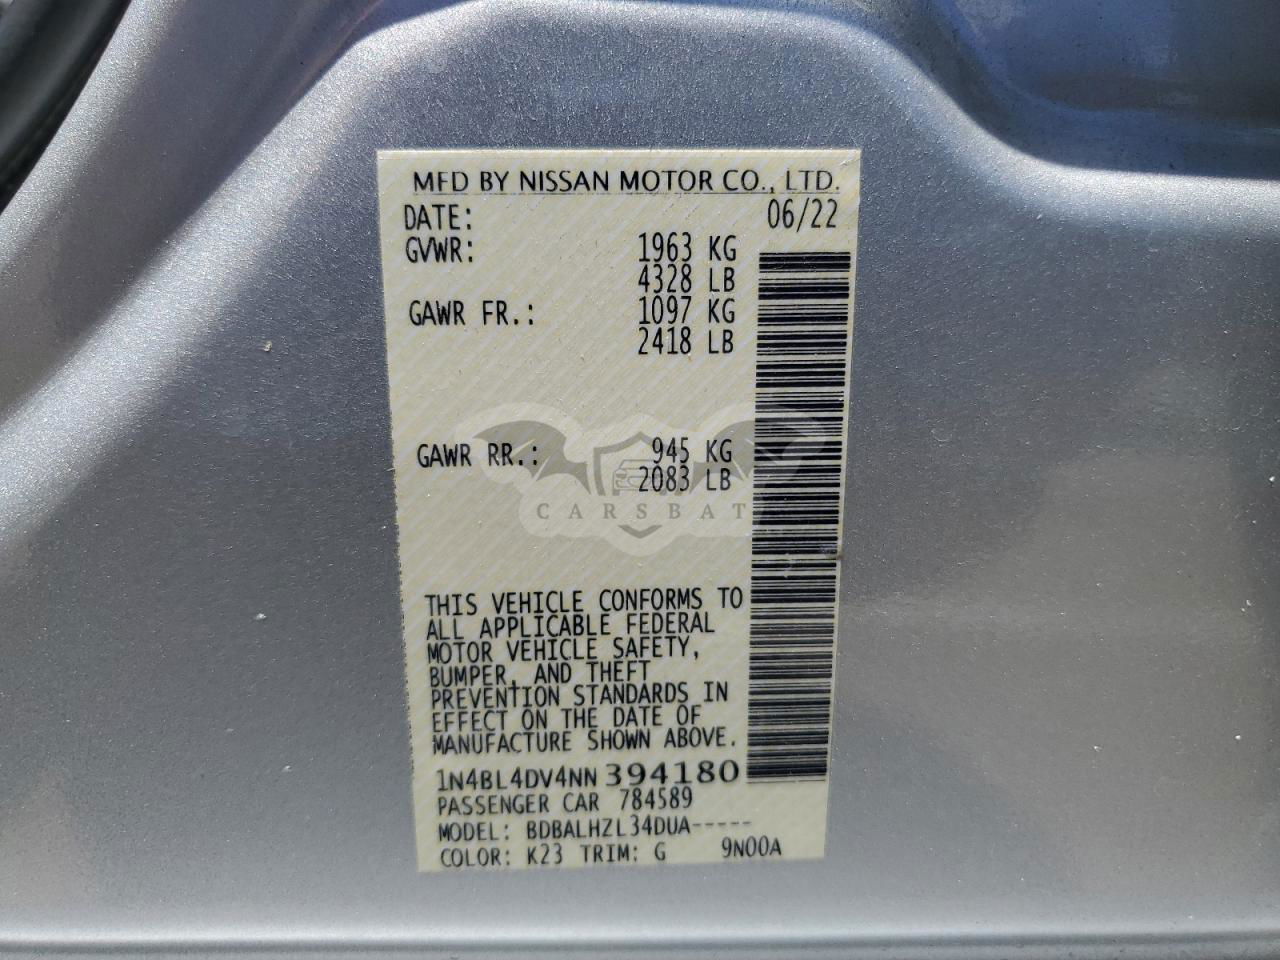 MFD BY NISSAN MOTOR CO., LTD.
DATE: 06/22
GVWR: 1963 KG
4328 LB
GAWR FR.: 1097 KG
2418 LB
GAWR RR.: 945 KG
2083 LB
CARSBAT
THIS VEHICLE CONFORMS TO
ALL APPLICABLE FEDERAL
MOTOR VEHICLE SAFETY,
BUMPER, AND THEFT
PREVENTION STANDARDS IN
EFFECT ON THE DATE OF
MANUFACTURE SHOWN ABOVE.
1N4BL4DV4NN394180
PASSENGER CAR 784589
MODEL: BDBALHZL34DUA-----
COLOR: K23 TRIM: G 9N00A